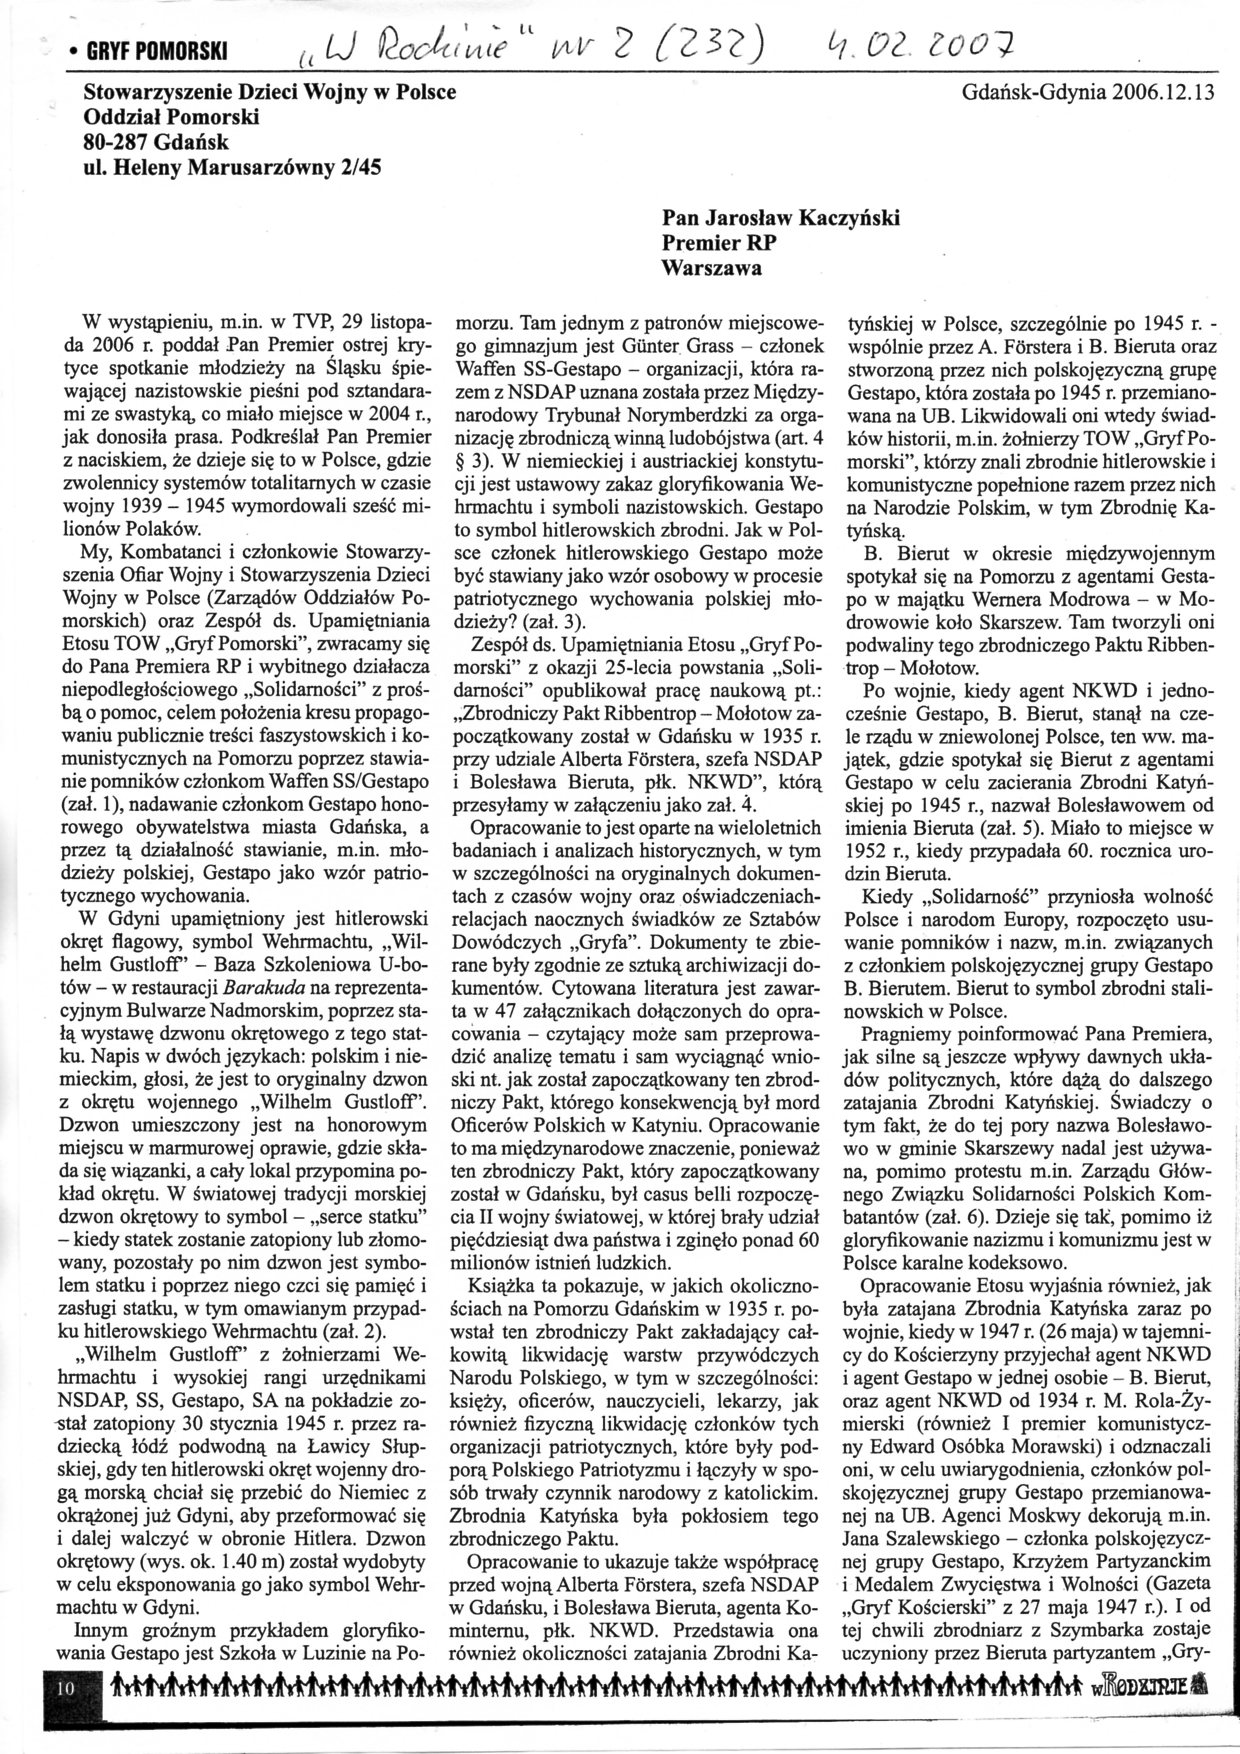 • GRYF POMORSKI „W Rodzinie" nr 2 (232) 4.02.2007
Stowarzyszenie Dzieci Wojny w Polsce
Gdańsk-Gdynia 2006.12.13
Oddział Pomorski
80-287 Gdańsk
ul. Heleny Marusarzówny 2/45
Pan Jarosław Kaczyński
Premier RP
Warszawa
W wystąpieniu, m.in. w TVP, 29 listopa-
da 2006 r. poddał Pan Premier ostrej kry-
tyce spotkanie młodzieży na Śląsku śpie-
wającej nazistowskie pieśni pod sztandara-
mi ze swastyką, co miało miejsce w 2004 r.,
jak donosiła prasa. Podkreślał Pan Premier
z naciskiem, że dzieje się to w Polsce, gdzie
zwolennicy systemów totalitarnych w czasie
wojny 1939 – 1945 wymordowali sześć mi-
lionów Polaków.
My, Kombatanci i członkowie Stowarzy-
szenia Ofiar Wojny i Stowarzyszenia Dzieci
Wojny w Polsce (Zarządów Oddziałów Po-
morskich) oraz Zespół ds. Upamiętniania
Etosu TOW „Gryf Pomorski”, zwracamy się
do Pana Premiera RP i wybitnego działacza
niepodległościowego „Solidarności” z proś-
bą o pomoc, celem położenia kresu propago-
waniu publicznie treści faszystowskich i ko-
munistycznych na Pomorzu poprzez stawia-
nie pomników członkom Waffen SS/Gestapo
(zał. 1), nadawanie członkom Gestapo hono-
rowego obywatelstwa miasta Gdańska, a
przez tą działalność stawianie, m.in. mło-
dzieży polskiej, Gestapo jako wzór patrio-
tycznego wychowania.
W Gdyni upamiętniony jest hitlerowski
okręt flagowy, symbol Wehrmachtu, „Wil-
helm Gustloff” – Baza Szkoleniowa U-bo-
tów – w restauracji Barakuda na reprezenta-
cyjnym Bulwarze Nadmorskim, poprzez sta-
łą wystawę dzwonu okrętowego z tego stat-
ku. Napis w dwóch językach: polskim i nie-
mieckim, głosi, że jest to oryginalny dzwon
z okrętu wojennego „Wilhelm Gustloff”.
Dzwon umieszczony jest na honorowym
miejscu w marmurowej oprawie, gdzie skła-
da się wiązanki, a cały lokal przypomina po-
kład okrętu. W światowej tradycji morskiej
dzwon okrętowy to symbol – „serce statku”
– kiedy statek zostanie zatopiony lub złomo-
wany, pozostały po nim dzwon jest symbo-
lem statku i poprzez niego czci się pamięć i
zasługi statku, w tym omawianym przypad-
ku hitlerowskiego Wehrmachtu (zał. 2).
„Wilhelm Gustloff” z żołnierzami We-
hrmachtu i wysokiej rangi urzędnikami
NSDAP, SS, Gestapo, SA na pokładzie zo-
stał zatopiony 30 stycznia 1945 r. przez ra-
dziecką łódź podwodną na Ławicy Słup-
skiej, gdy ten hitlerowski okręt wojenny dro-
gą morską chciał się przebić do Niemiec z
okrążonej już Gdyni, aby przeformować się
i dalej walczyć w obronie Hitlera. Dzwon
okrętowy (wys. ok. 1.40 m) został wydobyty
w celu eksponowania go jako symbol Wehr-
machtu w Gdyni.
Innym groźnym przykładem gloryfiko-
wania Gestapo jest Szkoła w Luzinie na Po-
morzu. Tam jednym z patronów miejscowe-
go gimnazjum jest Günter Grass – członek
Waffen SS-Gestapo – organizacji, która ra-
zem z NSDAP uznana została przez Między-
narodowy Trybunał Norymberdzki za orga-
nizację zbrodniczą winną ludobójstwa (art. 4
§ 3). W niemieckiej i austriackiej konstytu-
cji jest ustawowy zakaz gloryfikowania We-
hrmachtu i symboli nazistowskich. Gestapo
to symbol hitlerowskich zbrodni. Jak w Pol-
sce członek hitlerowskiego Gestapo może
być stawiany jako wzór osobowy w procesie
patriotycznego wychowania polskiej mło-
dzieży? (zał. 3).
Zespół ds. Upamiętniania Etosu „Gryf Po-
morski” z okazji 25-lecia powstania „Soli-
darności” opublikował pracę naukową pt.:
„Zbrodniczy Pakt Ribbentrop – Mołotow za-
początkowany został w Gdańsku w 1935 r.
przy udziale Alberta Förstera, szefa NSDAP
i Bolesława Bieruta, płk. NKWD”, którą
przesyłamy w załączeniu jako zał. 4.
Opracowanie to jest oparte na wieloletnich
badaniach i analizach historycznych, w tym
w szczególności na oryginalnych dokumen-
tach z czasów wojny oraz oświadczeniach-
relacjach naocznych świadków ze Sztabów
Dowódczych „Gryfa”. Dokumenty te zbie-
rane były zgodnie ze sztuką archiwizacji do-
kumentów. Cytowana literatura jest zawar-
ta w 47 załącznikach dołączonych do opra-
cowania – czytający może sam przeprowa-
dzić analizę tematu i sam wyciągnąć wnio-
ski nt. jak został zapoczątkowany ten zbrod-
niczy Pakt, którego konsekwencją był mord
Oficerów Polskich w Katyniu. Opracowanie
to ma międzynarodowe znaczenie, ponieważ
ten zbrodniczy Pakt, który zapoczątkowany
został w Gdańsku, był casus belli rozpoczę-
cia II wojny światowej, w której brały udział
pięćdziesiąt dwa państwa i zginęło ponad 60
milionów istnień ludzkich.
Książka ta pokazuje, w jakich okoliczno-
ściach na Pomorzu Gdańskim w 1935 r. po-
wstał ten zbrodniczy Pakt zakładający cał-
kowitą likwidację warstw przywódczych
Narodu Polskiego, w tym w szczególności:
księży, oficerów, nauczycieli, lekarzy, jak
również fizyczną likwidację członków tych
organizacji patriotycznych, które były pod-
porą Polskiego Patriotyzmu i łączyły w spo-
sób trwały czynnik narodowy z katolickim.
Zbrodnia Katyńska była pokłosiem tego
zbrodniczego Paktu.
Opracowanie to ukazuje także współpracę
przed wojną Alberta Förstera, szefa NSDAP
w Gdańsku, i Bolesława Bieruta, agenta Ko-
minternu, płk. NKWD. Przedstawia ona
również okoliczności zatajania Zbrodni Ka-
tyńskiej w Polsce, szczególnie po 1945 r. -
wspólnie przez A. Förstera i B. Bieruta oraz
stworzoną przez nich polskojęzyczną grupę
Gestapo, która została po 1945 r. przemiano-
wana na UB. Likwidowali oni wtedy świad-
ków historii, m.in. żołnierzy TOW „Gryf Po-
morski”, którzy znali zbrodnie hitlerowskie i
komunistyczne popełnione razem przez nich
na Narodzie Polskim, w tym Zbrodnię Ka-
tyńską.
B. Bierut w okresie międzywojennym
spotykał się na Pomorzu z agentami Gesta-
po w majątku Wernera Modrowa – w Mo-
drowowie koło Skarszew. Tam tworzyli oni
podwaliny tego zbrodniczego Paktu Ribben-
trop – Mołotow.
Po wojnie, kiedy agent NKWD i jedno-
cześnie Gestapo, B. Bierut, stanął na cze-
le rządu w zniewolonej Polsce, ten ww. ma-
jątek, gdzie spotykał się Bierut z agentami
Gestapo w celu zacierania Zbrodni Katyń-
skiej po 1945 r., nazwał Bolesławowem od
imienia Bieruta (zał. 5). Miało to miejsce w
1952 r., kiedy przypadała 60. rocznica uro-
dzin Bieruta.
Kiedy „Solidarność” przyniosła wolność
Polsce i narodom Europy, rozpoczęto usu-
wanie pomników i nazw, m.in. związanych
z członkiem polskojęzycznej grupy Gestapo
B. Bierutem. Bierut to symbol zbrodni stali-
nowskich w Polsce.
Pragniemy poinformować Pana Premiera,
jak silne są jeszcze wpływy dawnych ukła-
dów politycznych, które dążą do dalszego
zatajania Zbrodni Katyńskiej. Świadczy o
tym fakt, że do tej pory nazwa Bolesławo-
wo w gminie Skarszewy nadal jest używa-
na, pomimo protestu m.in. Zarządu Głów-
nego Związku Solidarności Polskich Kom-
batantów (zał. 6). Dzieje się tak, pomimo iż
gloryfikowanie nazizmu i komunizmu jest w
Polsce karalne kodeksowo.
Opracowanie Etosu wyjaśnia również, jak
była zatajana Zbrodnia Katyńska zaraz po
wojnie, kiedy w 1947 r. (26 maja) w tajemni-
cy do Kościerzyny przyjechał agent NKWD
i agent Gestapo w jednej osobie – B. Bierut,
oraz agent NKWD od 1934 r. M. Rola-Ży-
mierski (również I premier komunistycz-
ny Edward Osóbka Morawski) i odznaczali
oni, w celu uwiarygodnienia, członków pol-
skojęzycznej grupy Gestapo przemianowa-
nej na UB. Agenci Moskwy dekorują m.in.
Jana Szalewskiego – członka polskojęzycz-
nej grupy Gestapo, Krzyżem Partyzanckim
i Medalem Zwycięstwa i Wolności (Gazeta
„Gryf Kościerski” z 27 maja 1947 r.). I od
tej chwili zbrodniarz z Szymbarka zostaje
uczyniony przez Bieruta partyzantem „Gry-
10
w RODZINIE